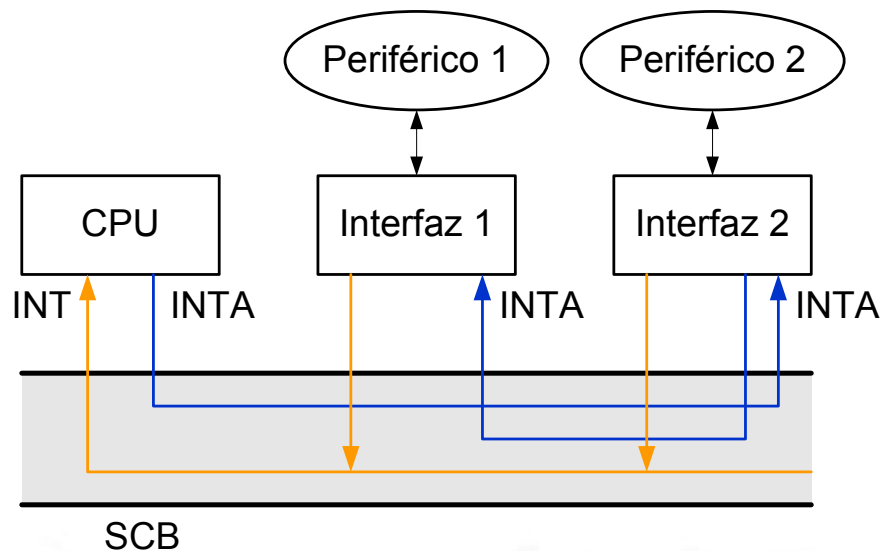 Periférico 1
Periférico 2
CPU
Interfaz 1
Interfaz 2
INT
INTA
INTA
INTA
SCB